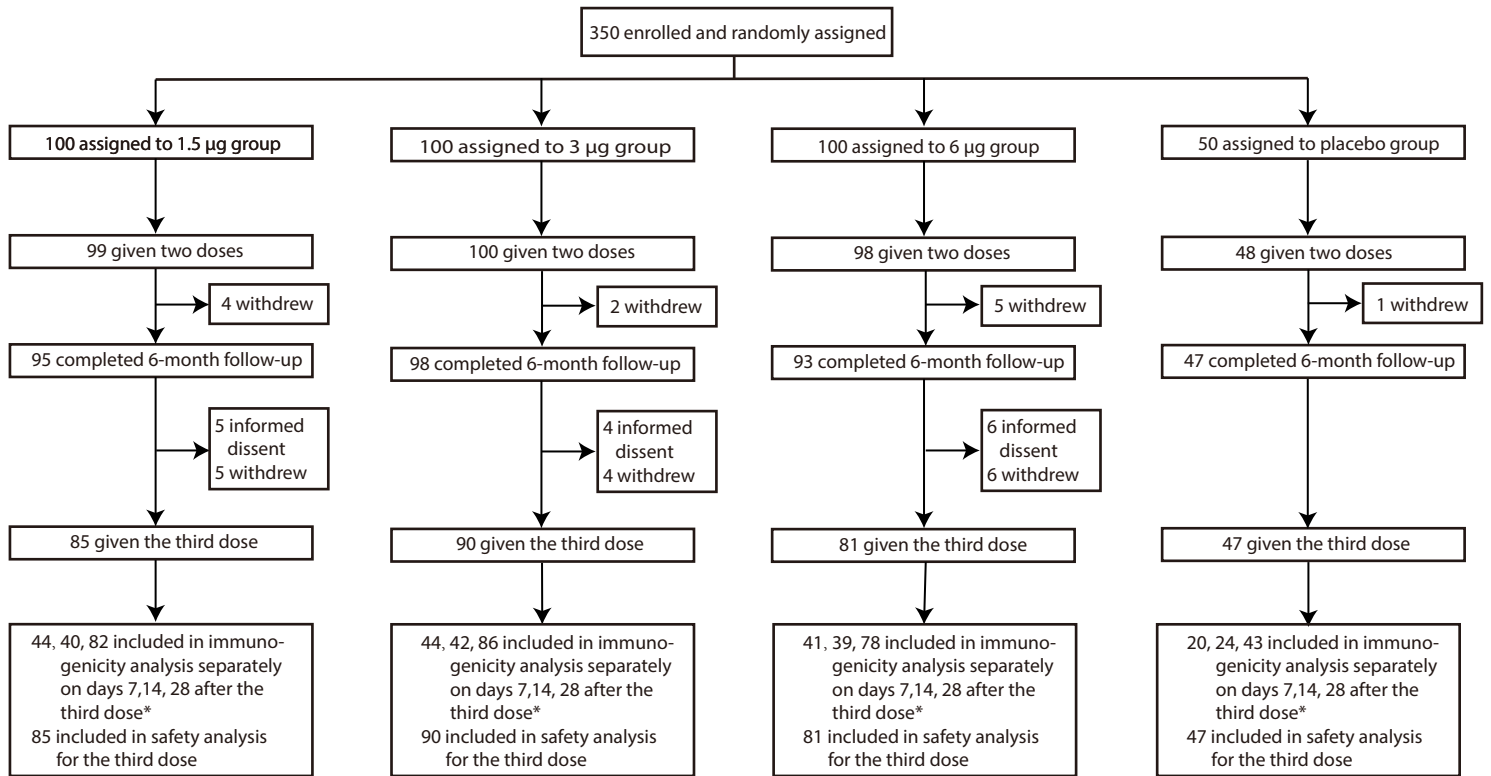 350 enrolled and randomly assigned
100 assigned to 1.5 µg group
100 assigned to 3 µg group
100 assigned to 6 µg group
50 assigned to placebo group
99 given two doses
100 given two doses
98 given two doses
48 given two doses
4 withdrew
2 withdrew
5 withdrew
1 withdrew
95 completed 6-month follow-up
98 completed 6-month follow-up
93 completed 6-month follow-up
47 completed 6-month follow-up
5 informed
dissent
5 withdrew
4 informed
dissent
4 withdrew
6 informed
dissent
6 withdrew
85 given the third dose
90 given the third dose
81 given the third dose
47 given the third dose
44, 40, 82 included in immuno-
genicity analysis separately
on days 7,14, 28 after the
third dose*
85 included in safety analysis
for the third dose
44, 42, 86 included in immuno-
genicity analysis separately
on days 7,14, 28 after the
third dose*
90 included in safety analysis
for the third dose
41, 39, 78 included in immuno-
genicity analysis separately
on days 7,14, 28 after the
third dose*
81 included in safety analysis
for the third dose
20, 24, 43 included in immuno-
genicity analysis separately
on days 7,14, 28 after the
third dose*
47 included in safety analysis
for the third dose